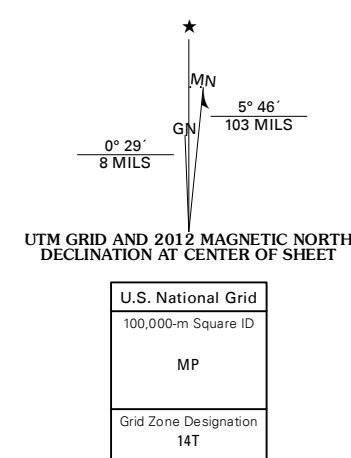 ★
MN
GN
5° 46´
103 MILS
0° 29´
8 MILS
UTM GRID AND 2012 MAGNETIC NORTH
DECLINATION AT CENTER OF SHEET
U.S. National Grid
100,000-m Square ID
MP
Grid Zone Designation
14T